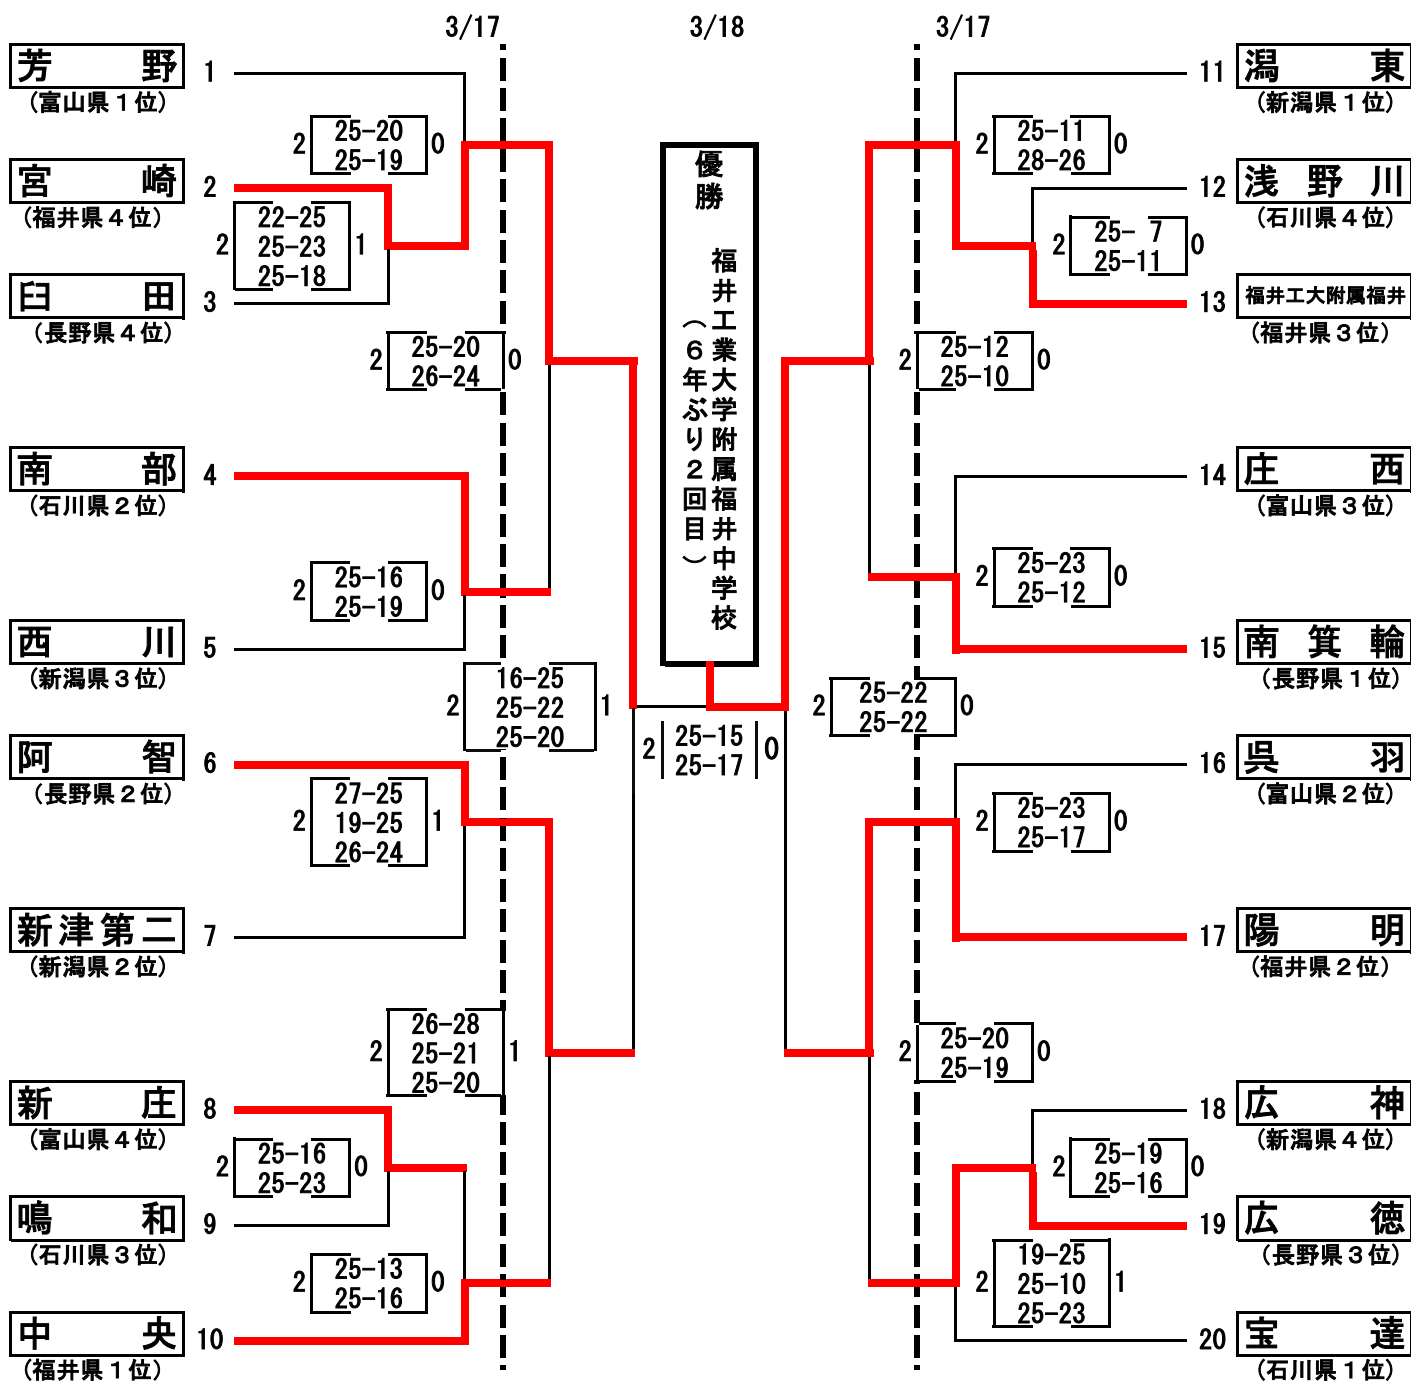 3/17
3/18
3/17
芳野
1
(富山県1位)
2
25-20
25-19
0
宮崎
2
(福井県4位)
2
22-25
25-23
25-18
1
臼田
3
(長野県4位)
2
25-20
26-24
0
南部
4
(石川県2位)
2
25-16
25-19
0
西川
5
(新潟県3位)
2
16-25
25-22
25-20
1
阿智
6
(長野県2位)
2
27-25
19-25
26-24
1
新津第二
7
(新潟県2位)
2
26-28
25-21
25-20
1
新庄
8
(富山県4位)
2
25-16
25-23
0
鳴和
9
(石川県3位)
2
25-13
25-16
0
中央
10
(福井県1位)
優勝
福井工業大学附属福井中学校
(6年ぶり2回目)
2
25-15
25-17
0
11
潟東
(新潟県1位)
2
25-11
28-26
0
12
浅野川
(石川県4位)
2
25- 7
25-11
0
13
福井工大附属福井
(福井県3位)
2
25-12
25-10
0
14
庄西
(富山県3位)
2
25-23
25-12
0
15
南箕輪
(長野県1位)
2
25-22
25-22
0
16
呉羽
(富山県2位)
2
25-23
25-17
0
17
陽明
(福井県2位)
2
25-20
25-19
0
18
広神
(新潟県4位)
2
25-19
25-16
0
19
広徳
(長野県3位)
2
19-25
25-10
25-23
1
20
宝達
(石川県1位)